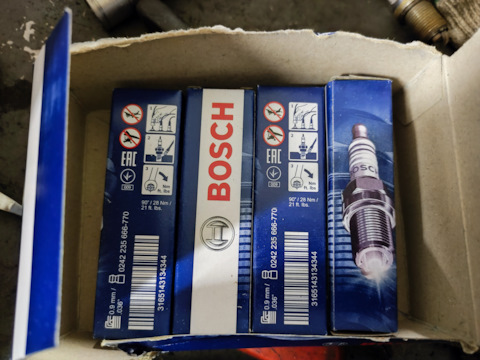 EAC
90° / 28 Nm /
21 ft. lbs.
0242 235 666-770
0.9 mm /
.036"
3165143134344
BOSCH
EAC
90° / 28 Nm /
21 ft. lbs.
0242 235 666-770
0.9 mm /
.036"
3165143134344
BOSCH